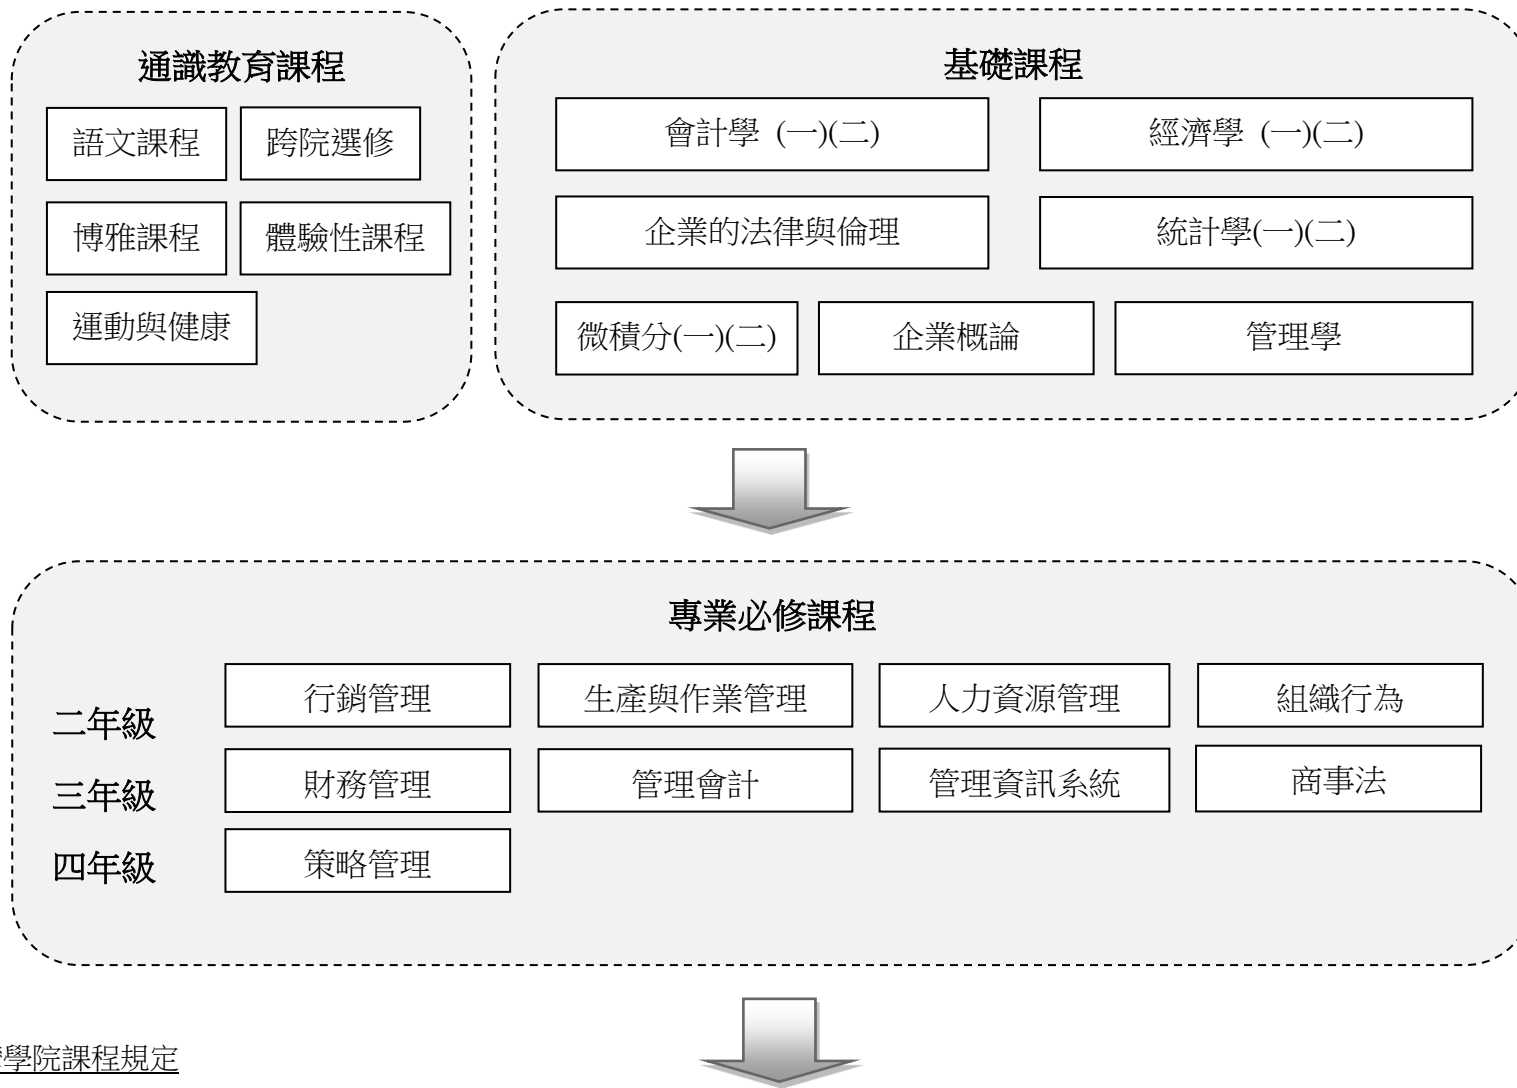 通識教育課程
語文課程
跨院選修
博雅課程
體驗性課程
運動與健康
基礎課程
會計學 (一)(二)
經濟學 (一)(二)
企業的法律與倫理
統計學(一)(二)
微積分(一)(二)
企業概論
管理學
專業必修課程
二年級
行銷管理
生產與作業管理
人力資源管理
組織行為
三年級
財務管理
管理會計
管理資訊系統
商事法
四年級
策略管理
學院課程規定